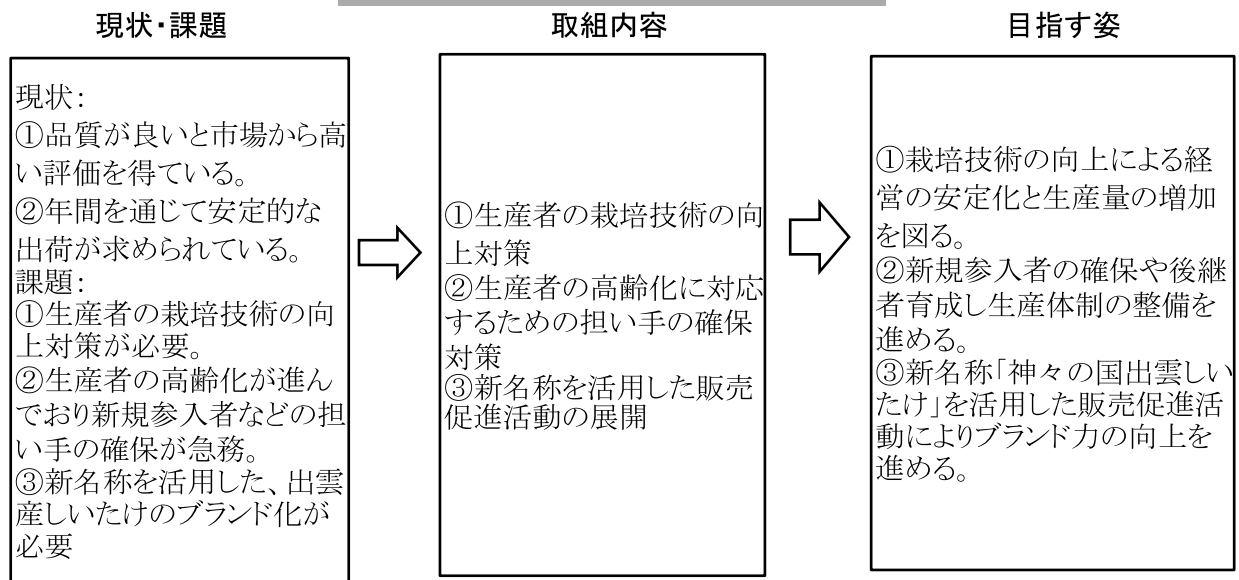 現状・課題
現状：
①品質が良いと市場から高
い評価を得ている。
②年間を通じて安定的な
出荷が求められている。
課題：
①生産者の栽培技術の向
上対策が必要。
②生産者の高齢化が進ん
でおり新規参入者などの担
い手の確保が急務。
③新名称を活用した、出雲
産しいたけのブランド化が
必要
取組内容
①生産者の栽培技術の向
上対策
②生産者の高齢化に対応
するための担い手の確保
対策
③新名称を活用した販売
促進活動の展開
目指す姿
①栽培技術の向上による経
営の安定化と生産量の増加
を図る。
②新規参入者の確保や後継
者育成し生産体制の整備を
進める。
③新名称「神々の国出雲しい
たけ」を活用した販売促進活
動によりブランド力の向上を
進める。